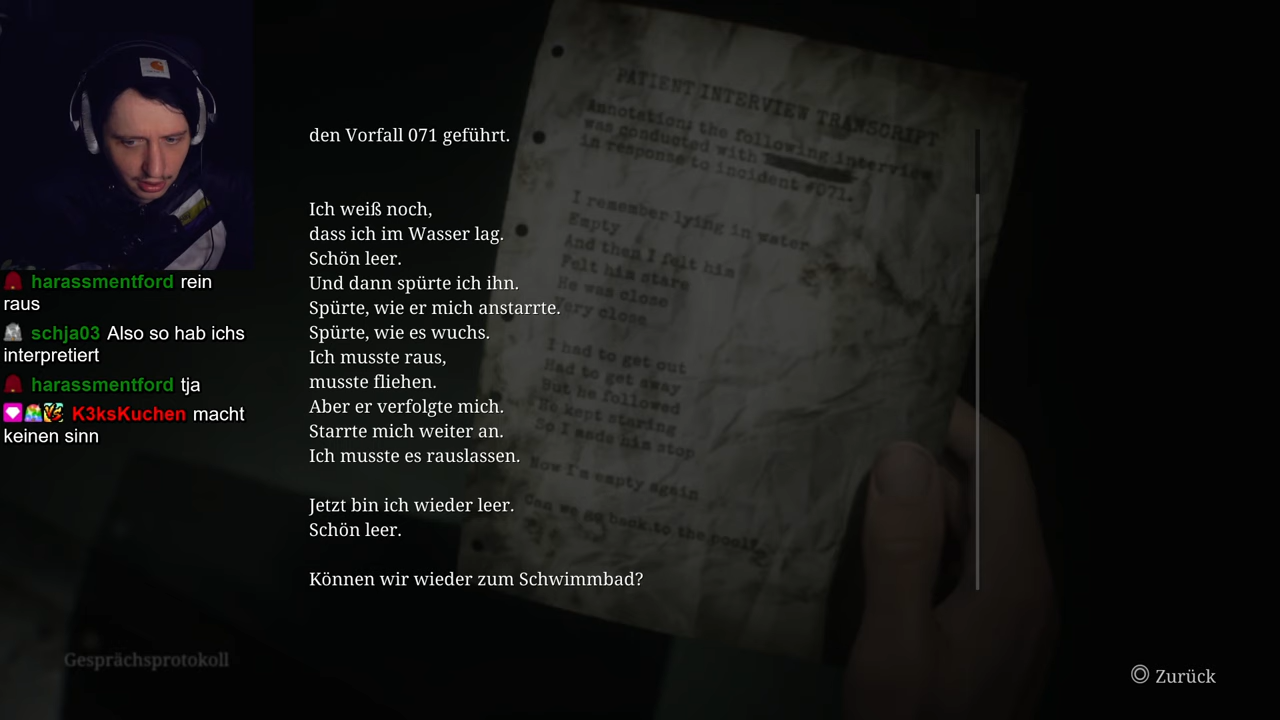 PATIENT INTERVIEW TRANSCRIPT
Annotation: the following interview
was conducted with
in response to incident #071.
I remember lying in water
Empty
And then I felt him
Felt his stare
He was close
Very close
I had to get out
Had to get away
But he followed
He kept staring
So I made him stop
Now I'm empty again
Can we go back to the pool?
den Vorfall 071 geführt.
Ich weiß noch,
dass ich im Wasser lag.
Schön leer.
Und dann spürte ich ihn.
Spürte, wie er mich anstarrte.
Spürte, wie es wuchs.
Ich musste raus,
musste fliehen.
Aber er verfolgte mich.
Starrte mich weiter an.
Ich musste es rauslassen.
Jetzt bin ich wieder leer.
Schön leer.
Können wir wieder zum Schwimmbad?
harassmentford rein
raus
schja03 Also so hab ichs
interpretiert
harassmentford tja
K3ksKuchen macht
keinen sinn
Gesprächsprotokoll
Zurück